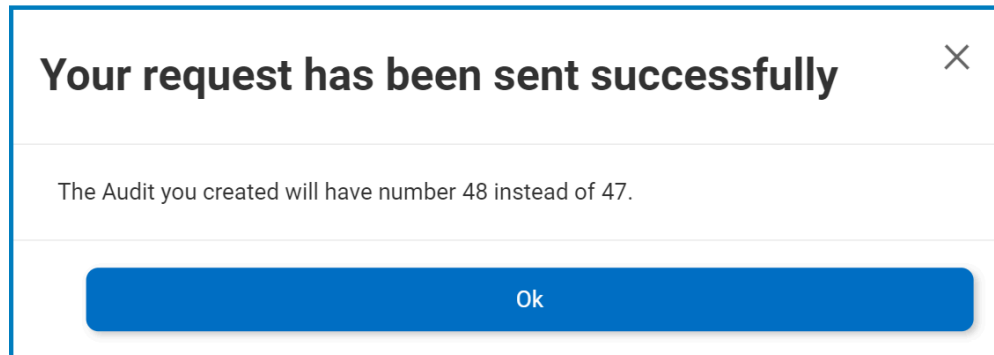 Your request has been sent successfully
The Audit you created will have number 48 instead of 47.
Ok